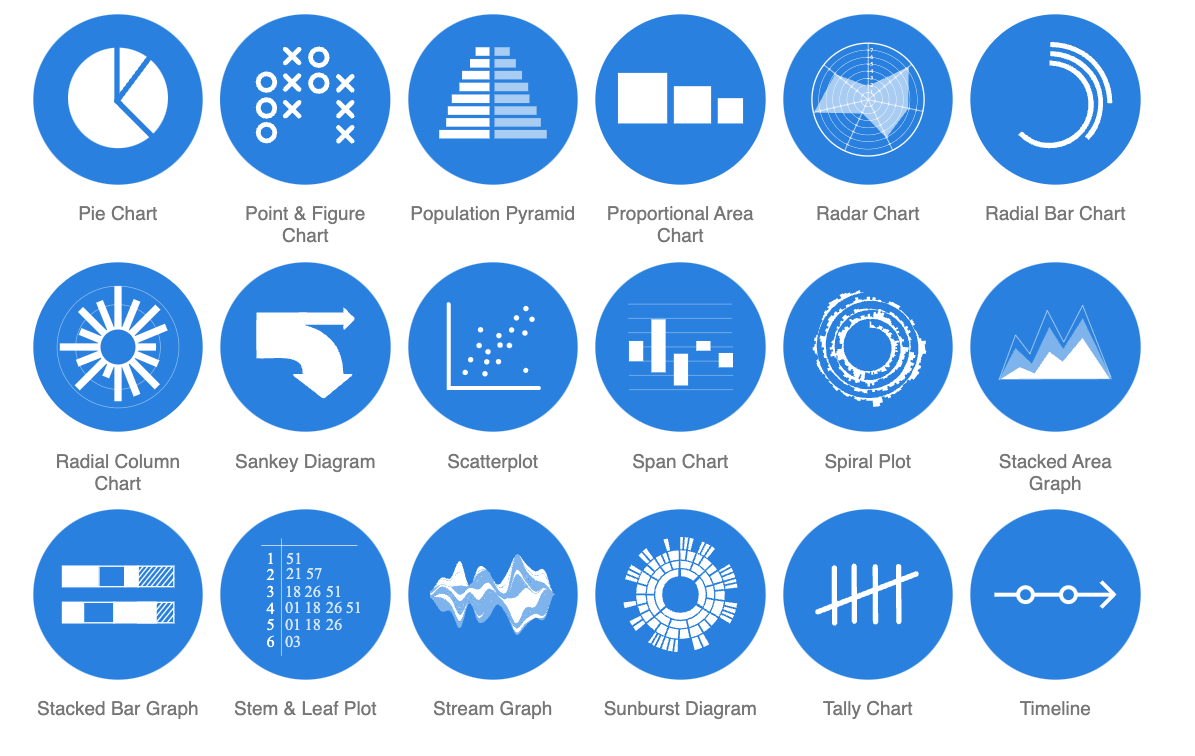 Pie Chart
Point & Figure
Chart
Population Pyramid
Proportional Area
Chart
Radar Chart
Radial Bar Chart
Radial Column
Chart
Sankey Diagram
Scatterplot
Span Chart
Spiral Plot
Stacked Area
Graph
1 51
2 21 57
3 18 26 51
4 01 18 26 51
5 01 18 26
6 03
Stacked Bar Graph
Stem & Leaf Plot
Stream Graph
Sunburst Diagram
Tally Chart
Timeline